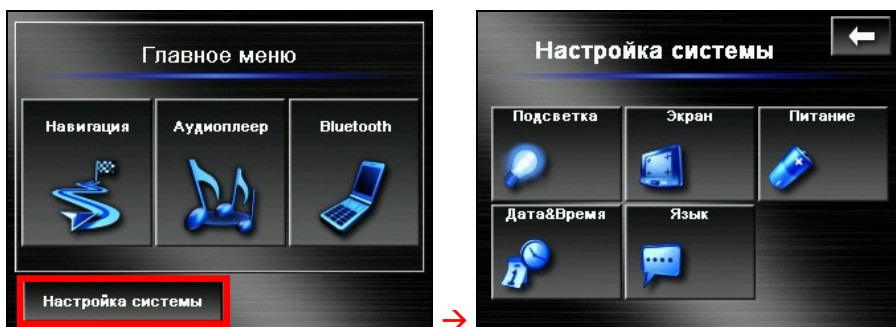 Главное меню
Навигация Аудиоплеер Bluetooth
Настройка системы
→
Настройка системы
Подсветка Экран Питание
Дата&Время Язык